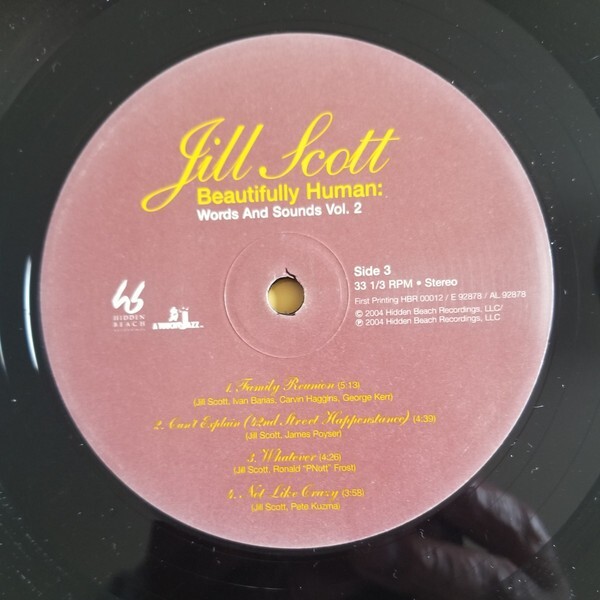 Jill Scott
Beautifully Human:
Words And Sounds Vol. 2
Side 3
33 1/3 RPM • Stereo
First Printing HBR 00012 / E 92878 / AL 92878
© 2004 Hidden Beach Recordings, LLC/
℗ 2004 Hidden Beach Recordings, LLC
HIDDEN
BEACH
1. Family Reunion (5:13)
(Jill Scott, Ivan Barias, Carvin Haggins, George Kerr)
2. Can't Explain (42nd Street Happenstance) (4:39)
(Jill Scott, James Poyser)
3. Whatever (4:26)
(Jill Scott, Ronald "PNutt" Frost)
4. Not Like Crazy (3:58)
(Jill Scott, Pete Kuzma)